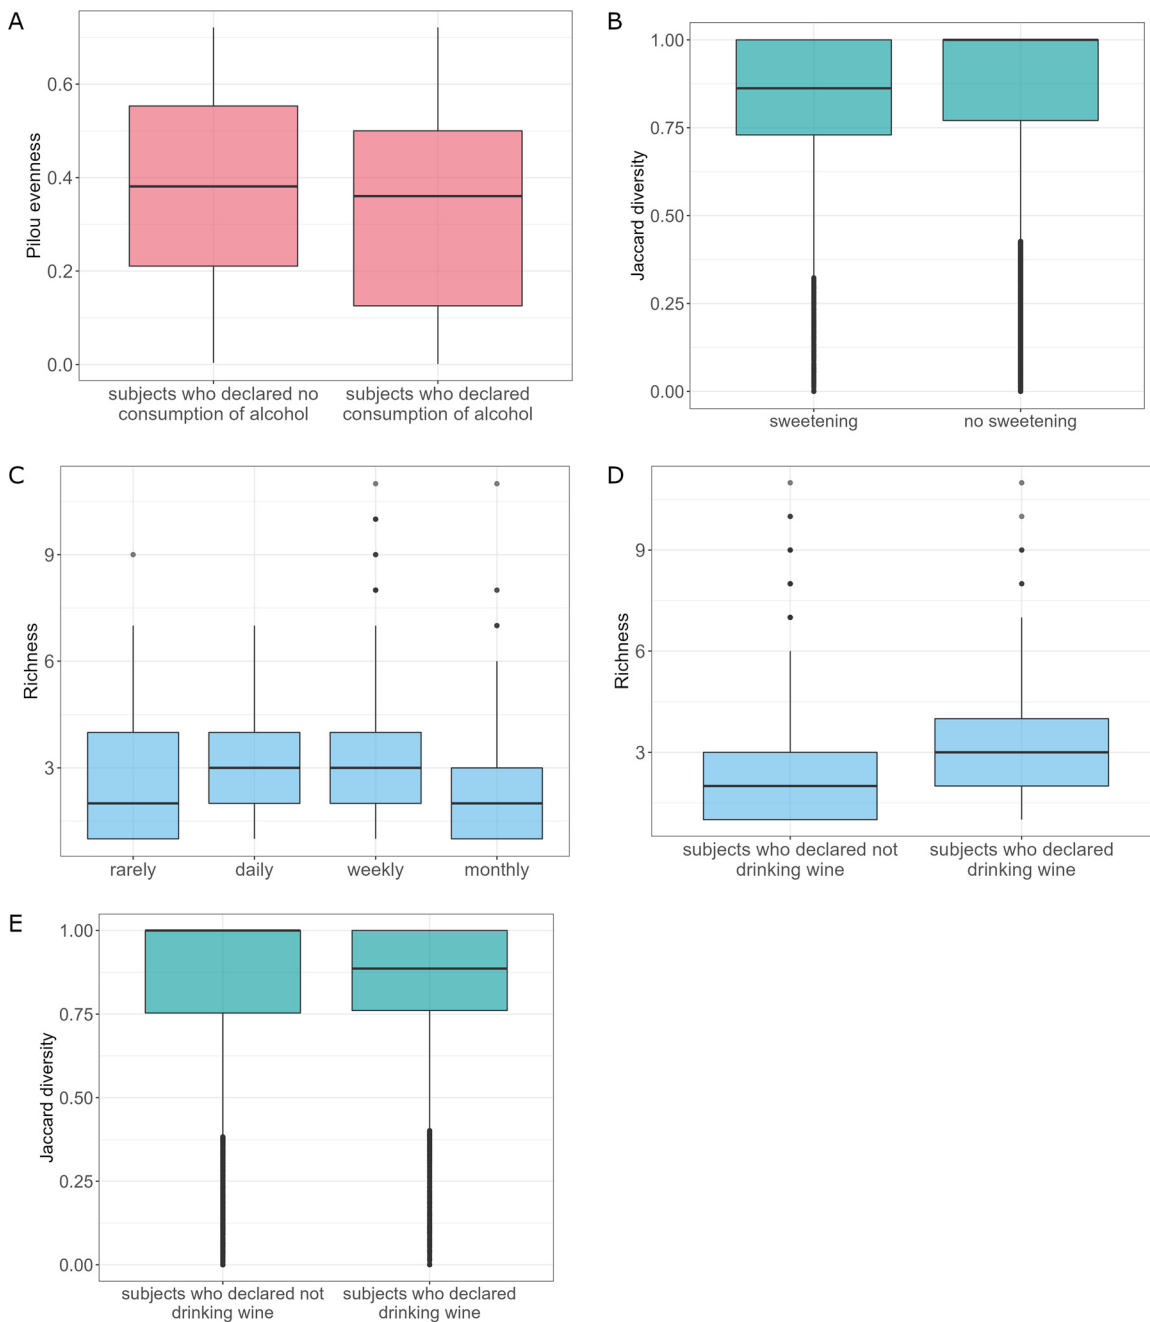 A
Pilou evenness
0.6
0.4
0.2
0.0
subjects who declared no
consumption of alcohol
subjects who declared
consumption of alcohol
B
Jaccard diversity
1.00
0.75
0.50
0.25
0.00
sweetening
no sweetening
C
Richness
9
6
3
rarely
daily
weekly
monthly
D
Richness
9
6
3
subjects who declared not
drinking wine
subjects who declared
drinking wine
E
Jaccard diversity
1.00
0.75
0.50
0.25
0.00
subjects who declared not
drinking wine
subjects who declared
drinking wine